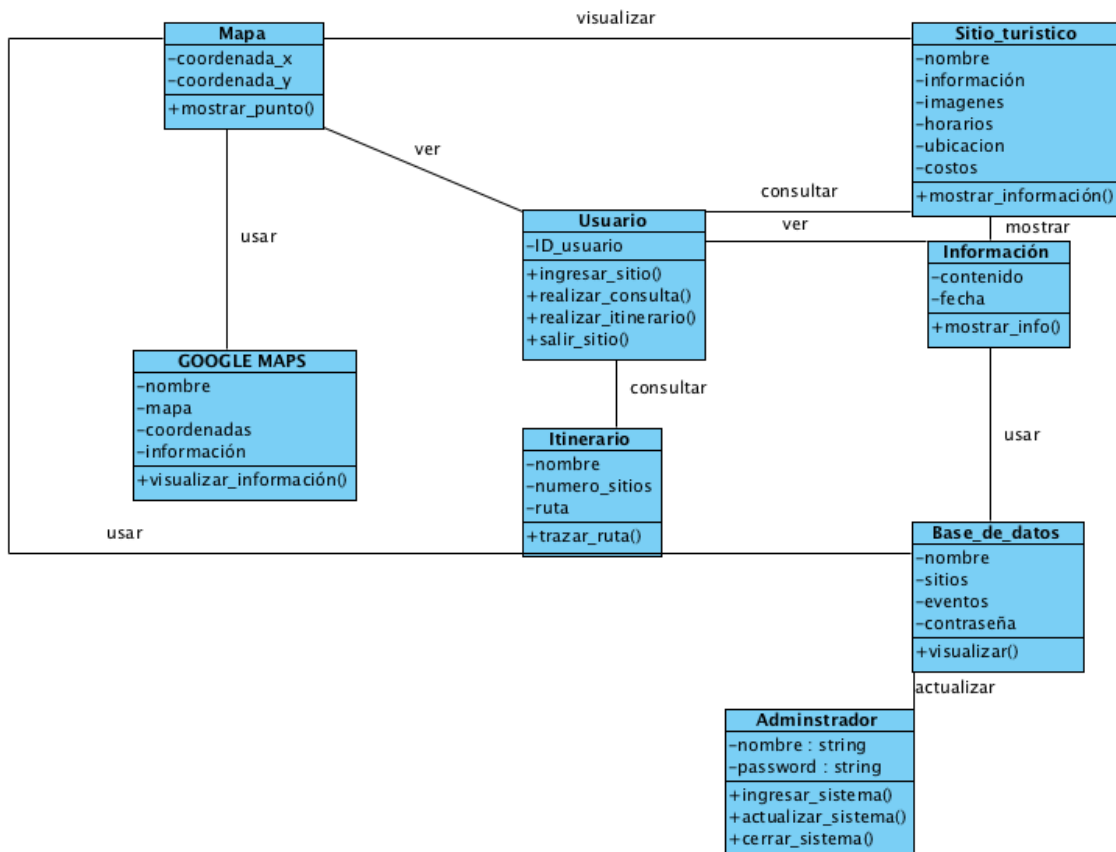 visualizar
Mapa
-coordenada_x
-coordenada_y
+mostrar_punto()
Sitio_turistico
-nombre
-información
-imagenes
-horarios
-ubicacion
-costos
+mostrar_información()
ver
consultar
ver
mostrar
usar
Usuario
-ID_usuario
+ingresar_sitio()
+realizar_consulta()
+realizar_itinerario()
+salir_sitio()
Información
-contenido
-fecha
+mostrar_info()
GOOGLE MAPS
-nombre
-mapa
-coordenadas
-información
+visualizar_información()
consultar
usar
Itinerario
-nombre
-numero_sitios
-ruta
+trazar_ruta()
usar
Base_de_datos
-nombre
-sitios
-eventos
-contraseña
+visualizar()
actualizar
Adminstrador
-nombre : string
-password : string
+ingresar_sistema()
+actualizar_sistema()
+cerrar_sistema()